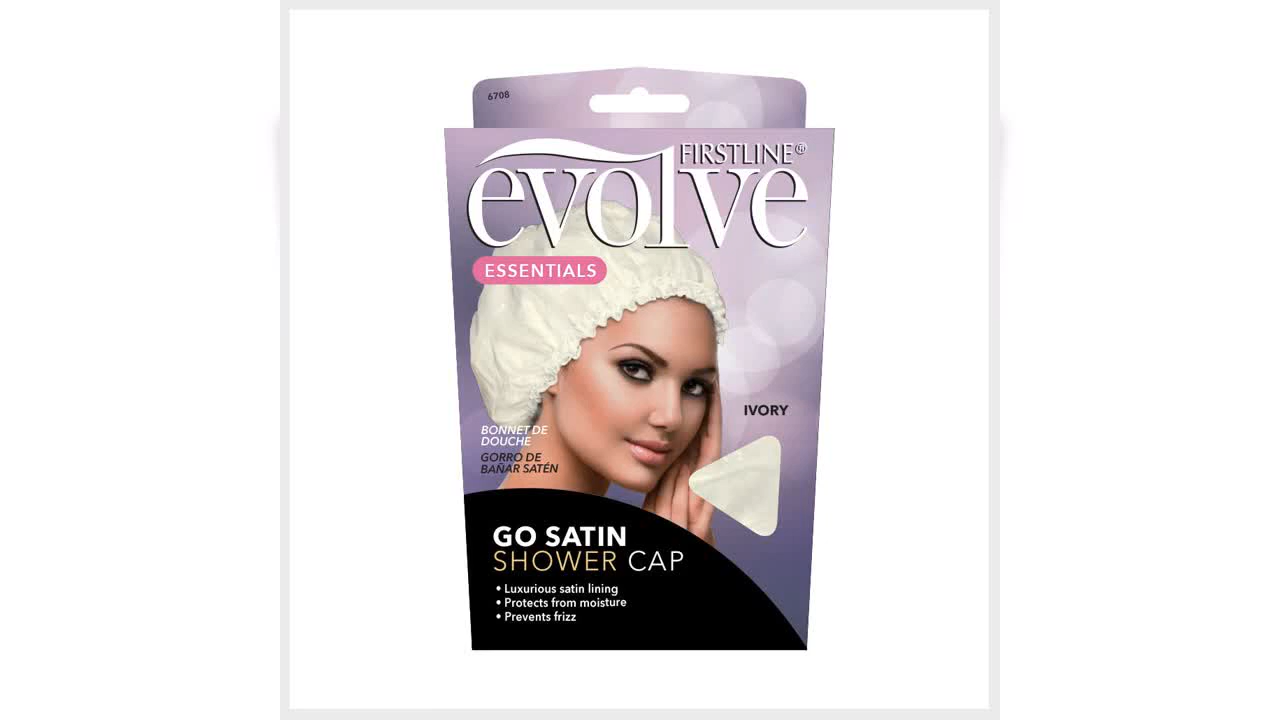 6708
FIRSTLINE®
evolve
ESSENTIALS
IVORY
BONNET DE
DOUCHE
GORRO DE
BAÑAR SATÉN
GO SATIN
SHOWER CAP
• Luxurious satin lining
• Protects from moisture
• Prevents frizz